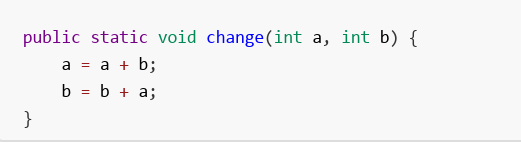 public static void change(int a, int b) {
    a = a + b;
    b = b + a;
}